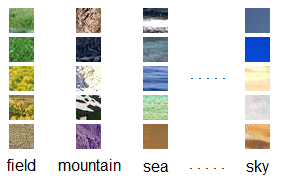 . . . . .
field mountain sea . . . . . sky